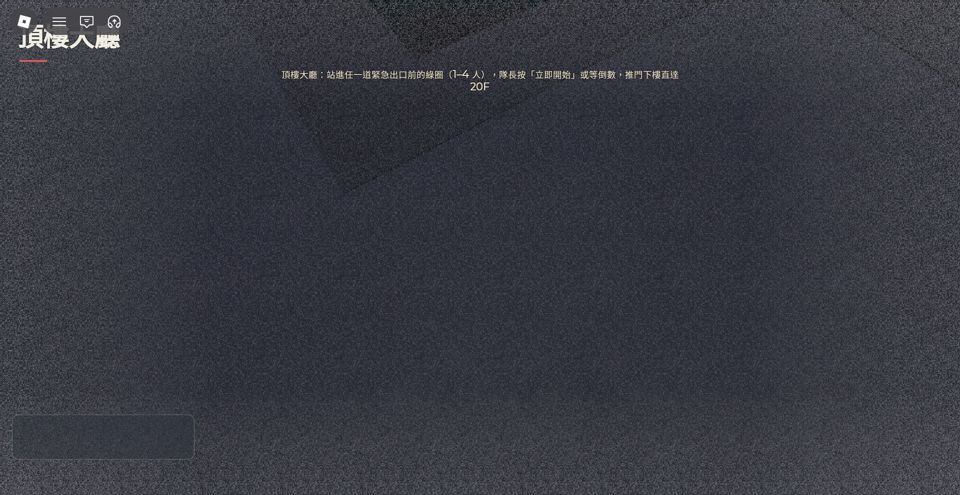 頂樓大廳
頂樓大廳：站進任一道緊急出口前的綠圈（1–4 人），隊長按「立即開始」或等倒數，推門下樓直達
20F